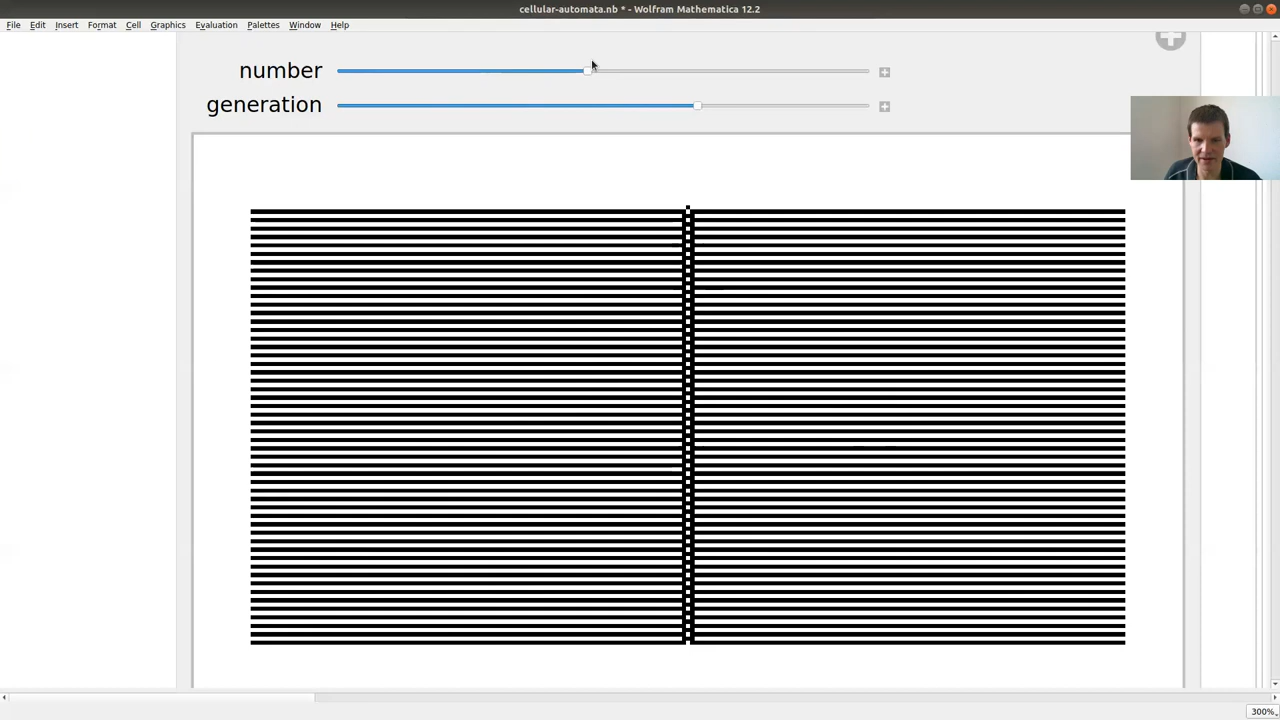 cellular-automata.nb * - Wolfram Mathematica 12.2
File Edit Insert Format Cell Graphics Evaluation Palettes Window Help
number
generation
300%